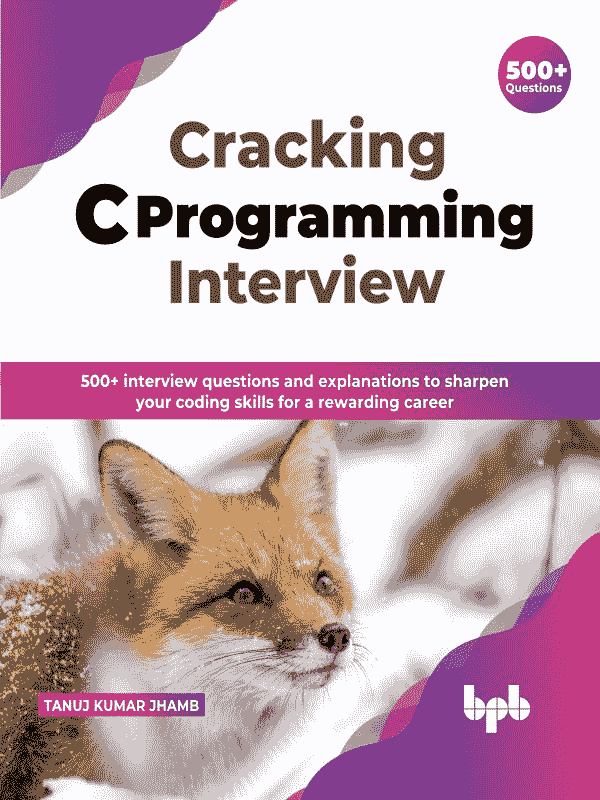 500+
Questions
Cracking
C Programming
Interview
500+ interview questions and explanations to sharpen
your coding skills for a rewarding career
TANUJ KUMAR JHAMB
bpb